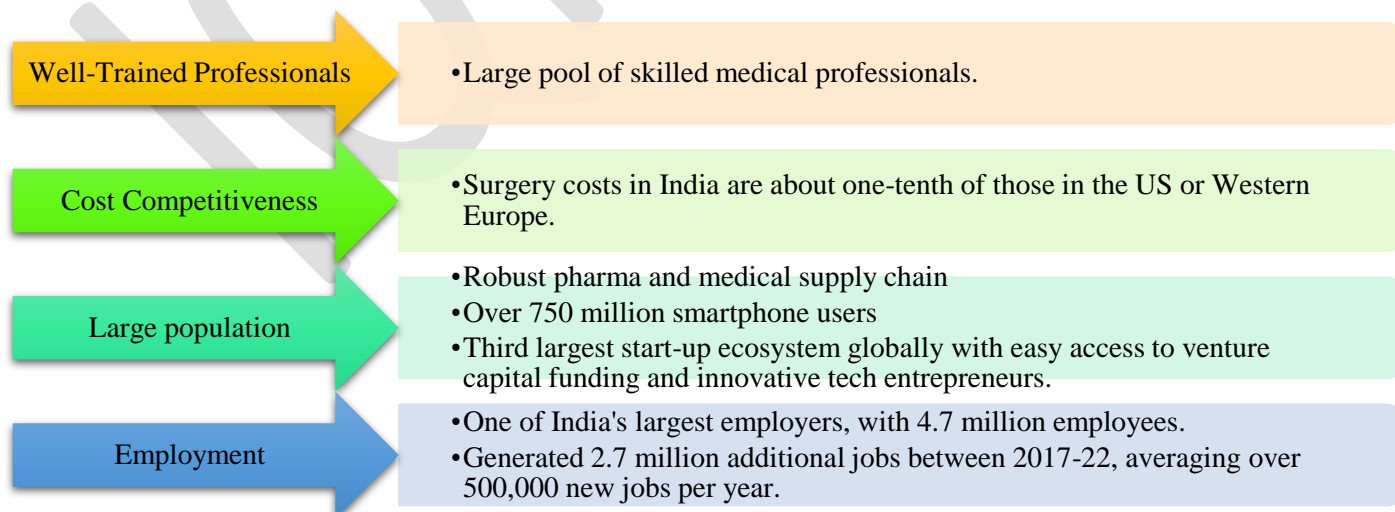 Well-Trained Professionals
•Large pool of skilled medical professionals.
Cost Competitiveness
•Surgery costs in India are about one-tenth of those in the US or Western
Europe.
Large population
•Robust pharma and medical supply chain
•Over 750 million smartphone users
•Third largest start-up ecosystem globally with easy access to venture
capital funding and innovative tech entrepreneurs.
Employment
•One of India's largest employers, with 4.7 million employees.
•Generated 2.7 million additional jobs between 2017-22, averaging over
500,000 new jobs per year.